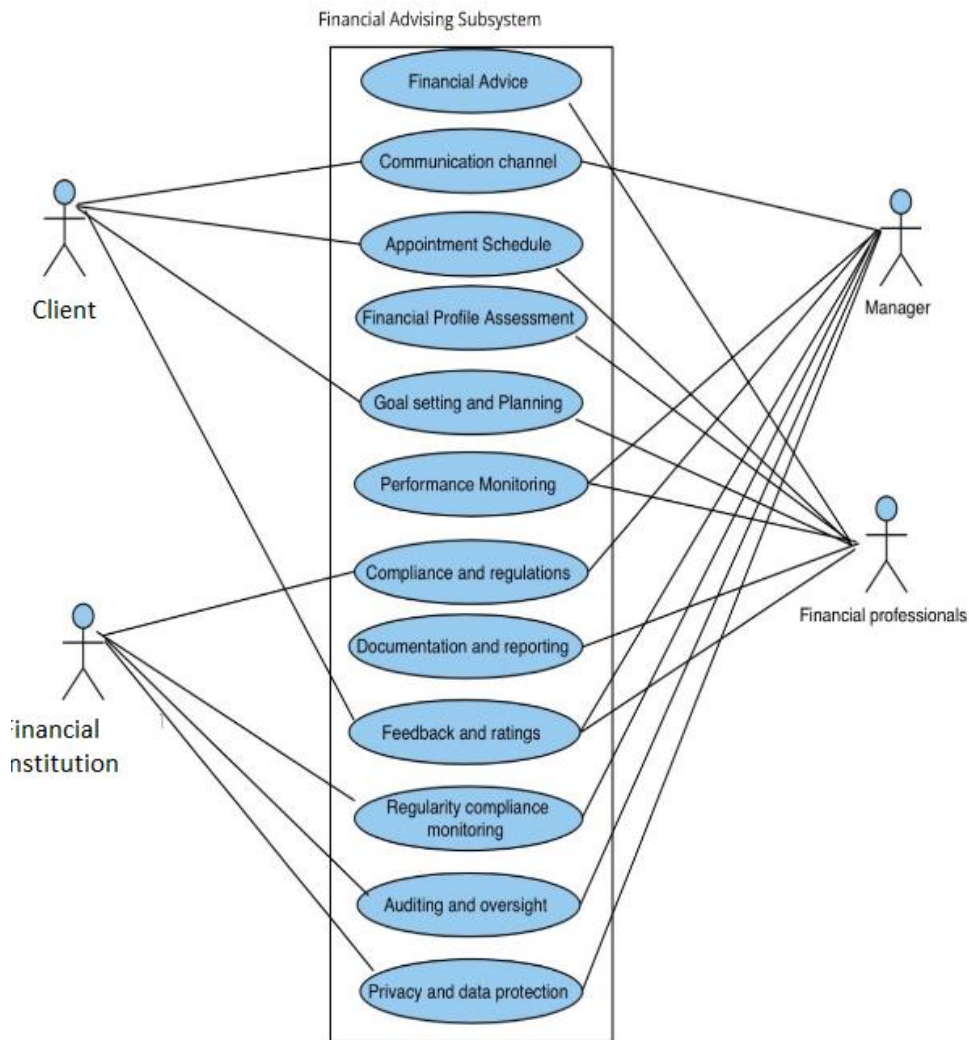 Financial Advising Subsystem
Financial Advice
Communication channel
Appointment Schedule
Client
Manager
Financial Profile Assessment
Goal setting and Planning
Performance Monitoring
Compliance and regulations
Financial professionals
Documentation and reporting
inancial
nstitution
Feedback and ratings
Regularity compliance
monitoring
Auditing and oversight
Privacy and data protection